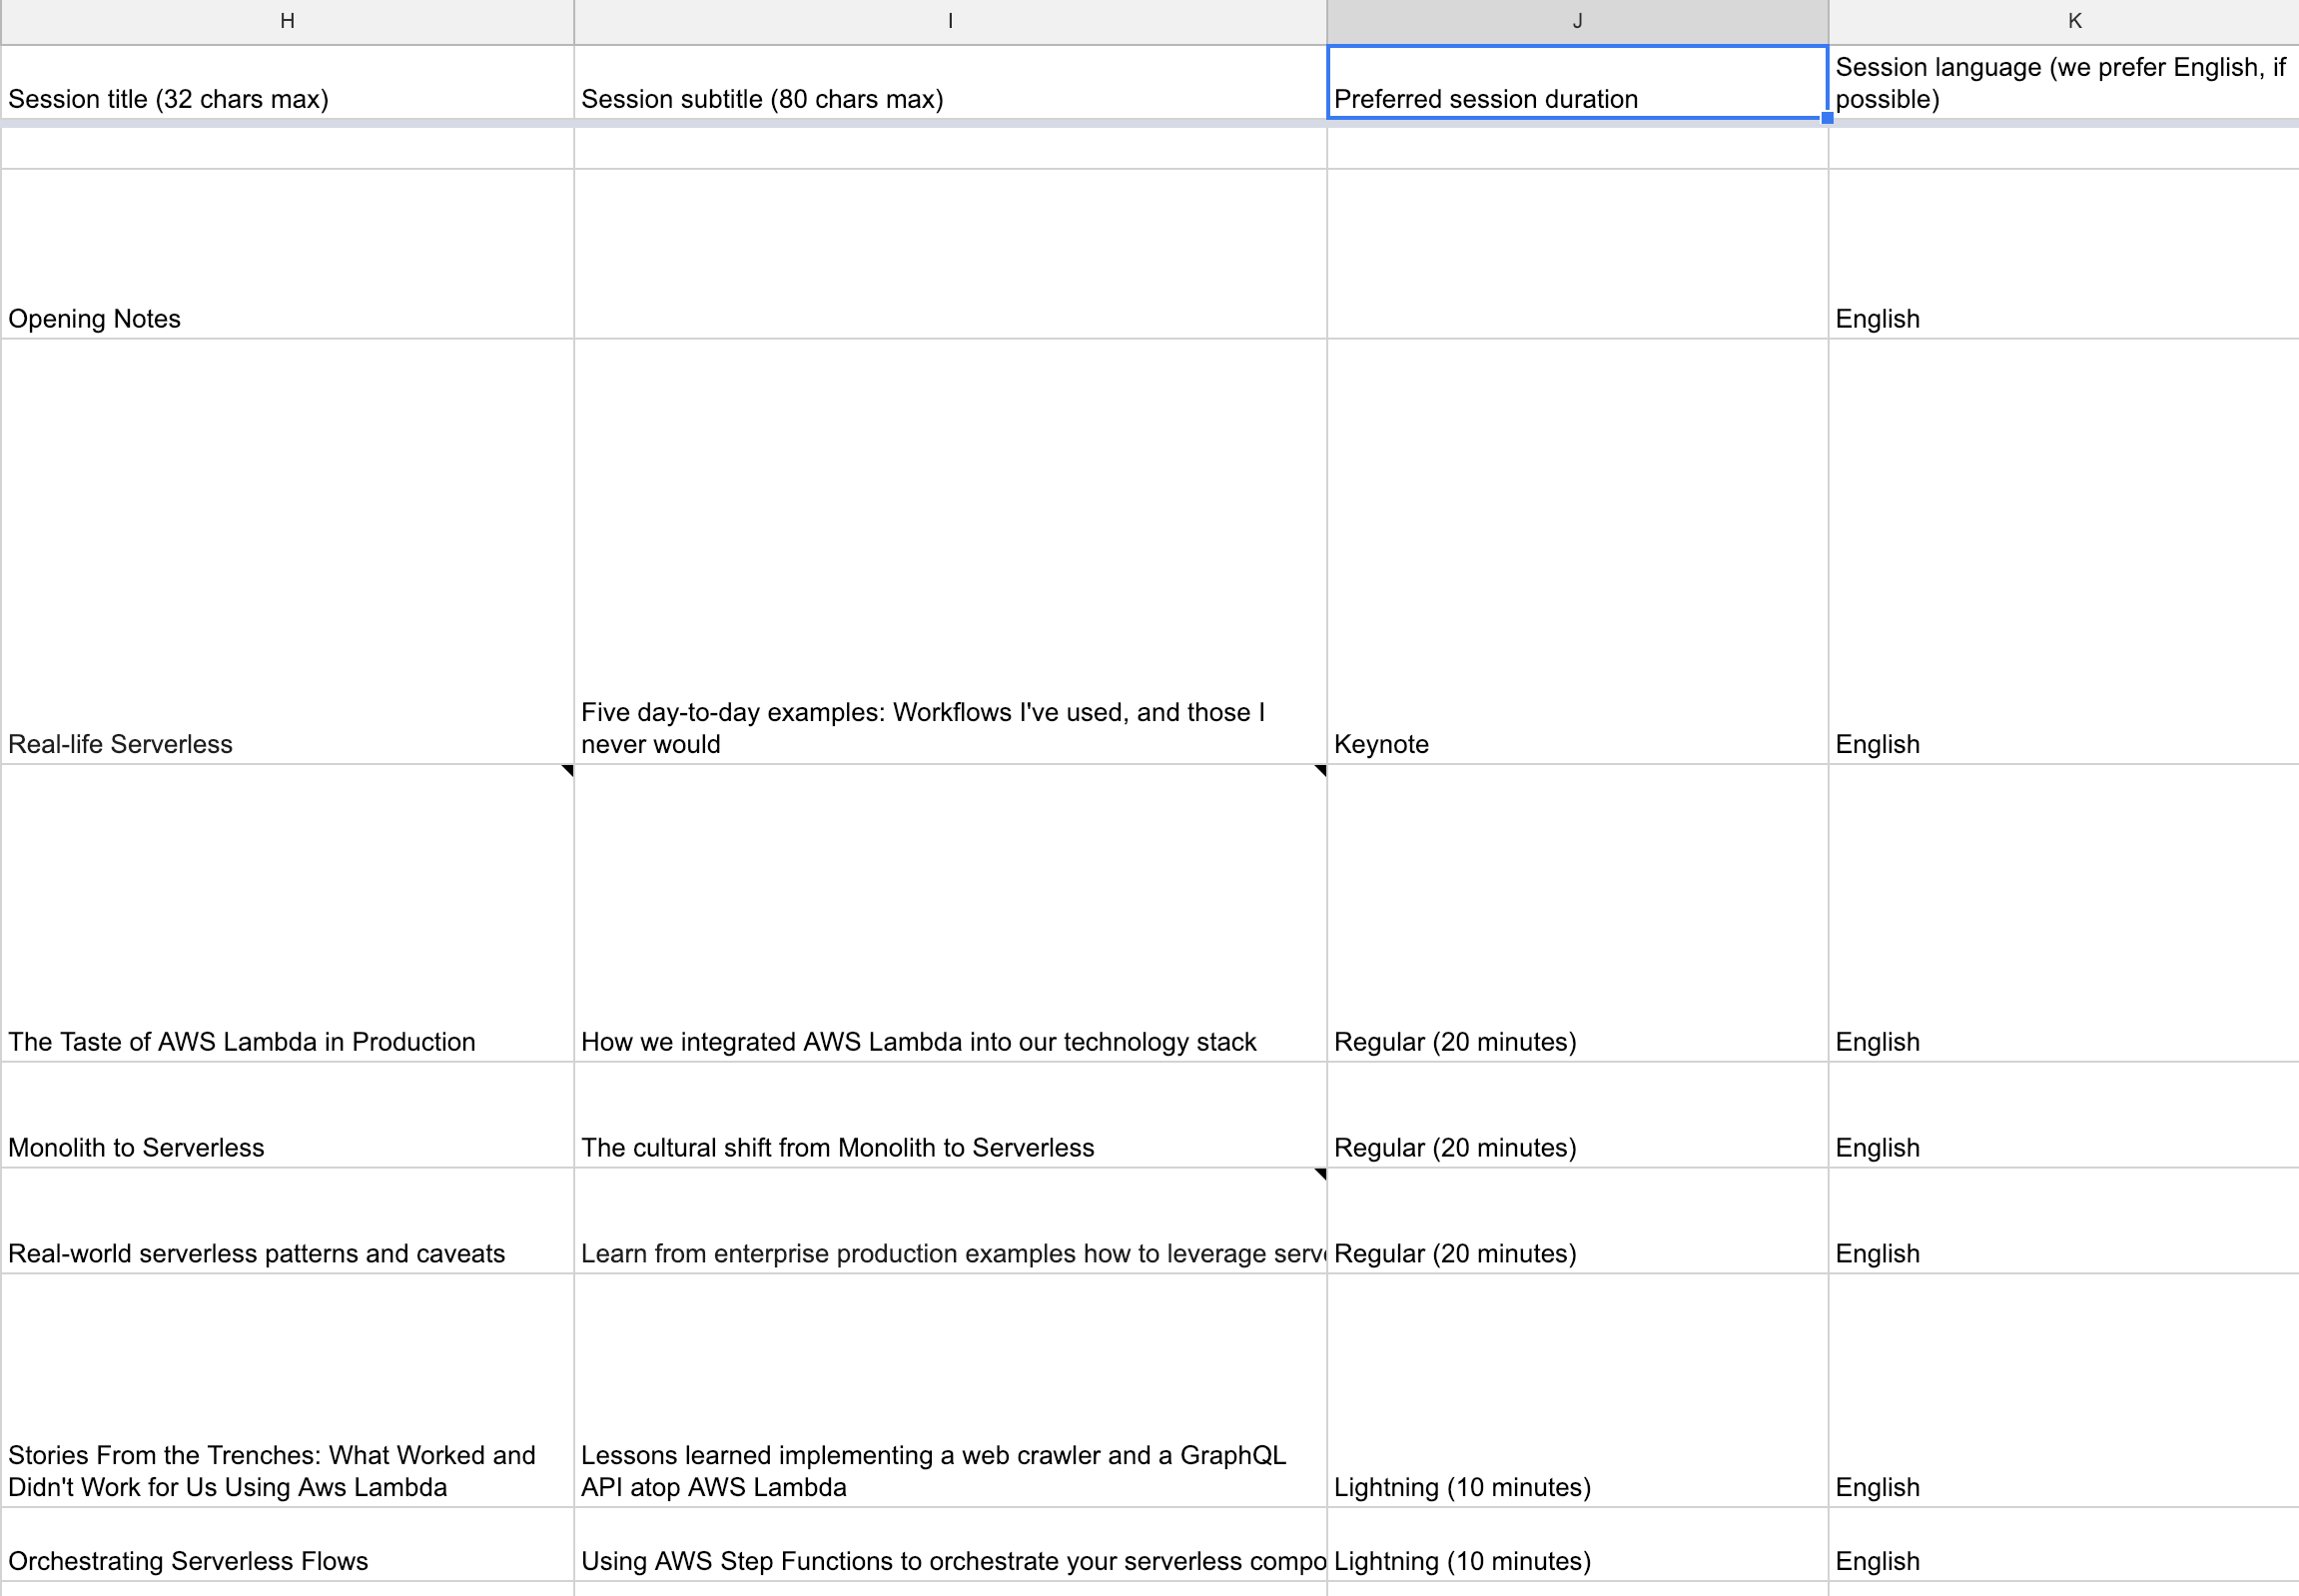 H
I
J
K
Session title (32 chars max)
Session subtitle (80 chars max)
Preferred session duration
Session language (we prefer English, if
possible)
Opening Notes
English
Real-life Serverless
Five day-to-day examples: Workflows I've used, and those I
never would
Keynote
English
The Taste of AWS Lambda in Production
How we integrated AWS Lambda into our technology stack
Regular (20 minutes)
English
Monolith to Serverless
The cultural shift from Monolith to Serverless
Regular (20 minutes)
English
Real-world serverless patterns and caveats
Learn from enterprise production examples how to leverage
Regular (20 minutes)
English
Stories From the Trenches: What Worked and
Didn't Work for Us Using Aws Lambda
Lessons learned implementing a web crawler and a GraphQL
API atop AWS Lambda
Lightning (10 minutes)
English
Orchestrating Serverless Flows
Using AWS Step Functions to orchestrate your serverless compo
Lightning (10 minutes)
English